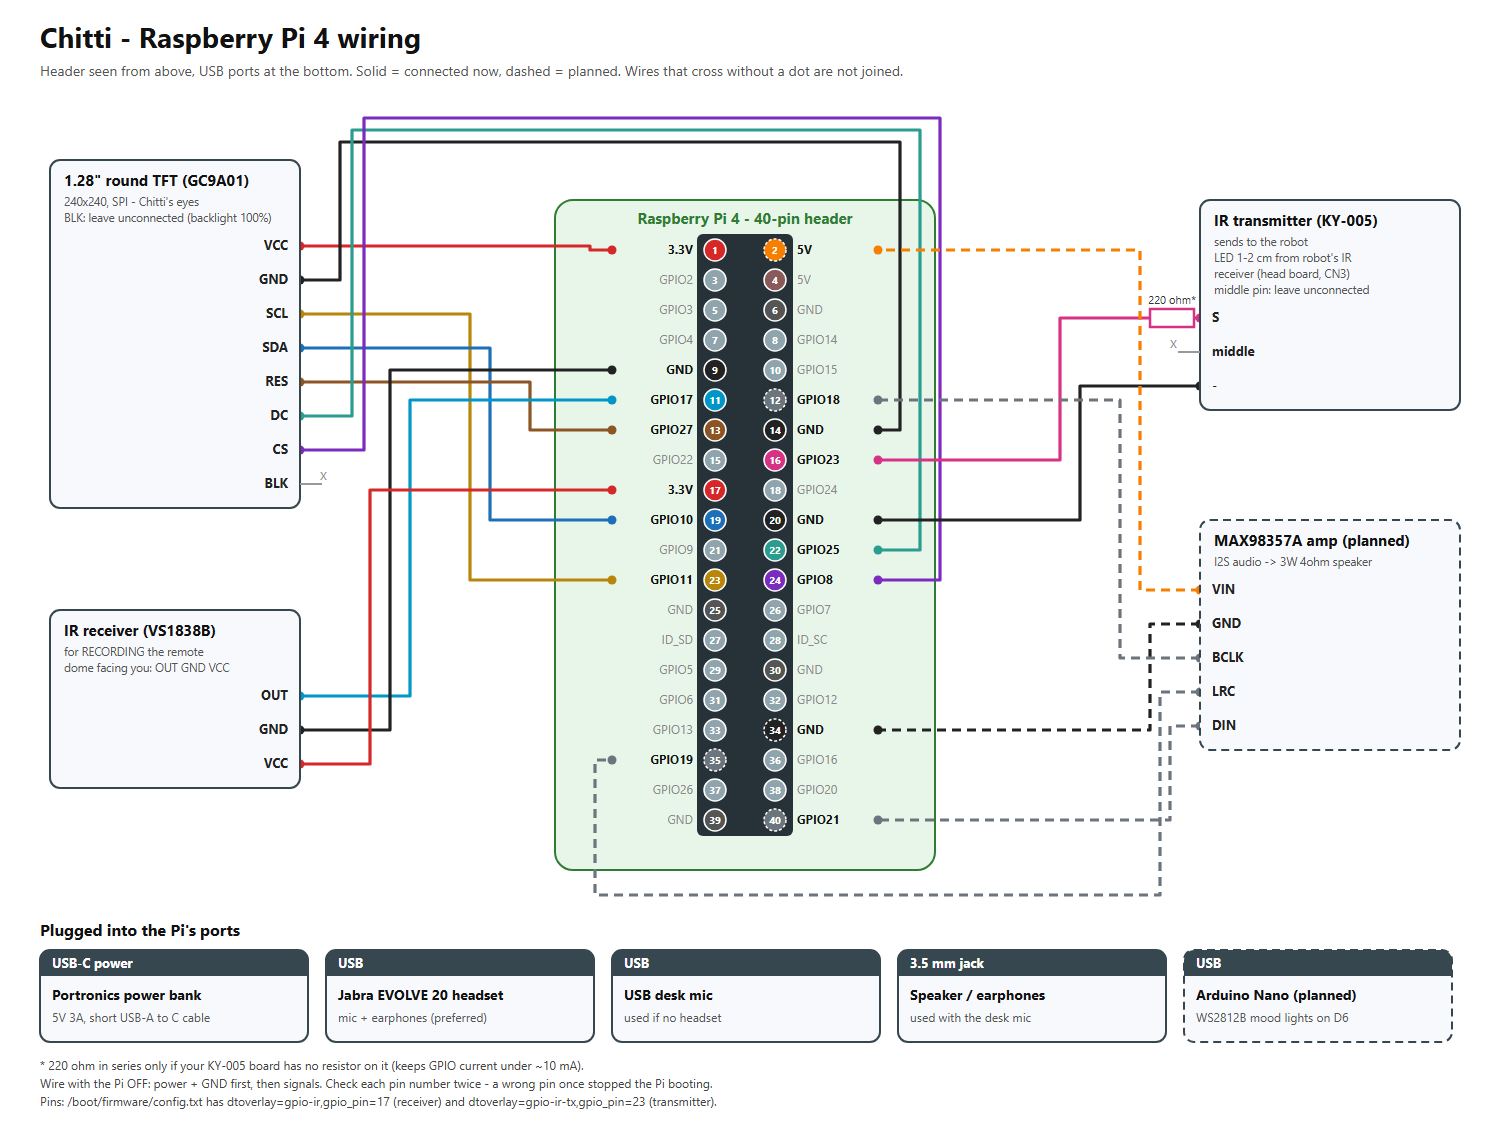 Chitti - Raspberry Pi 4 wiring
Header seen from above, USB ports at the bottom. Solid = connected now, dashed = planned. Wires that cross without a dot are not joined.
1.28" round TFT (GC9A01)
240x240, SPI - Chitti's eyes
BLK: leave unconnected (backlight 100%)
VCC
GND
SCL
SDA
RES
DC
CS
BLK
X
IR receiver (VS1838B)
for RECORDING the remote
dome facing you: OUT GND VCC
OUT
GND
VCC
Raspberry Pi 4 - 40-pin header
3.3V 1 2 5V
GPIO2 3 4 5V
GPIO3 5 6 GND
GPIO4 7 8 GPIO14
GND 9 10 GPIO15
GPIO17 11 12 GPIO18
GPIO27 13 14 GND
GPIO22 15 16 GPIO23
3.3V 17 18 GPIO24
GPIO10 19 20 GND
GPIO9 21 22 GPIO25
GPIO11 23 24 GPIO8
GND 25 26 GPIO7
ID_SD 27 28 ID_SC
GPIO5 29 30 GND
GPIO6 31 32 GPIO12
GPIO13 33 34 GND
GPIO19 35 36 GPIO16
GPIO26 37 38 GPIO20
GND 39 40 GPIO21
IR transmitter (KY-005)
sends to the robot
LED 1-2 cm from robot's IR
receiver (head board, CN3)
middle pin: leave unconnected
220 ohm*
S
X
middle
-
MAX98357A amp (planned)
I2S audio -> 3W 4ohm speaker
VIN
GND
BCLK
LRC
DIN
Plugged into the Pi's ports
USB-C power
Portronics power bank
5V 3A, short USB-A to C cable
USB
Jabra EVOLVE 20 headset
mic + earphones (preferred)
USB
USB desk mic
used if no headset
3.5 mm jack
Speaker / earphones
used with the desk mic
USB
Arduino Nano (planned)
WS2812B mood lights on D6
* 220 ohm in series only if your KY-005 board has no resistor on it (keeps GPIO current under ~10 mA).
Wire with the Pi OFF: power + GND first, then signals. Check each pin number twice - a wrong pin once stopped the Pi booting.
Pins: /boot/firmware/config.txt has dtoverlay=gpio-ir,gpio_pin=17 (receiver) and dtoverlay=gpio-ir-tx,gpio_pin=23 (transmitter).